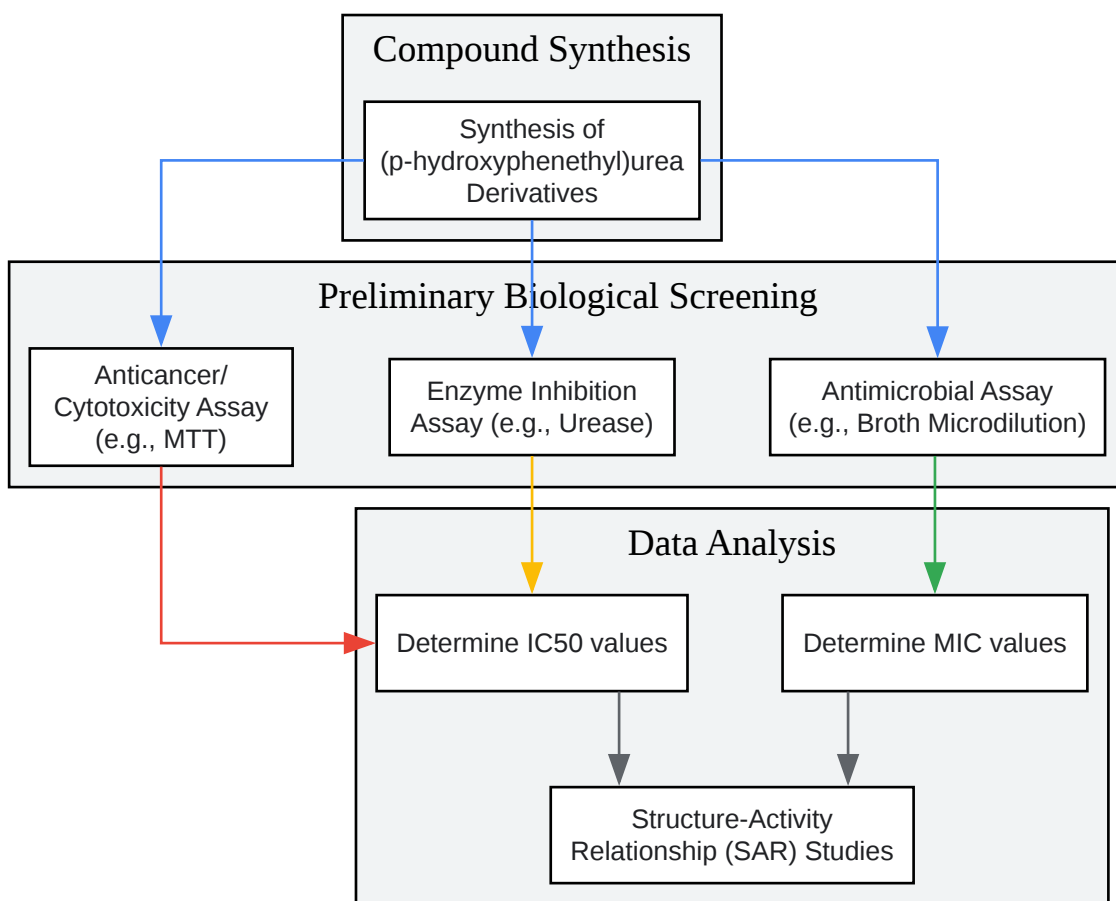 Compound Synthesis
Synthesis of
(p-hydroxyphenethyl)urea
Derivatives
Preliminary Biological Screening
Anticancer/
Cytotoxicity Assay
(e.g., MTT)
Enzyme Inhibition
Assay (e.g., Urease)
Antimicrobial Assay
(e.g., Broth Microdilution)
Data Analysis
Determine IC50 values
Determine MIC values
Structure-Activity
Relationship (SAR) Studies